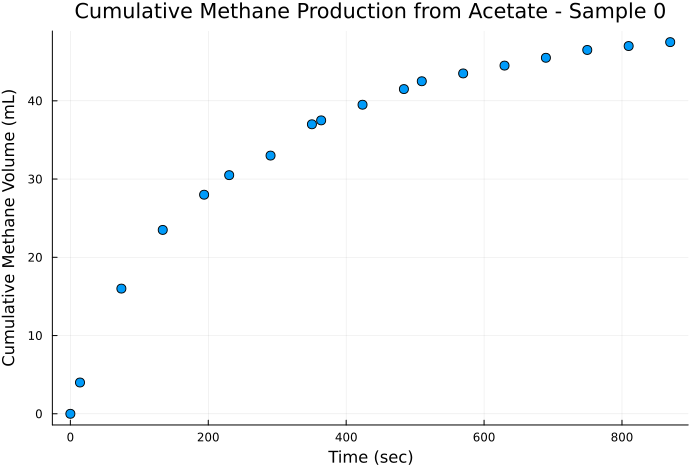 Cumulative Methane Production from Acetate - Sample 0
Cumulative Methane Volume (mL)
40
30
20
10
0
0 200 400 600 800
Time (sec)